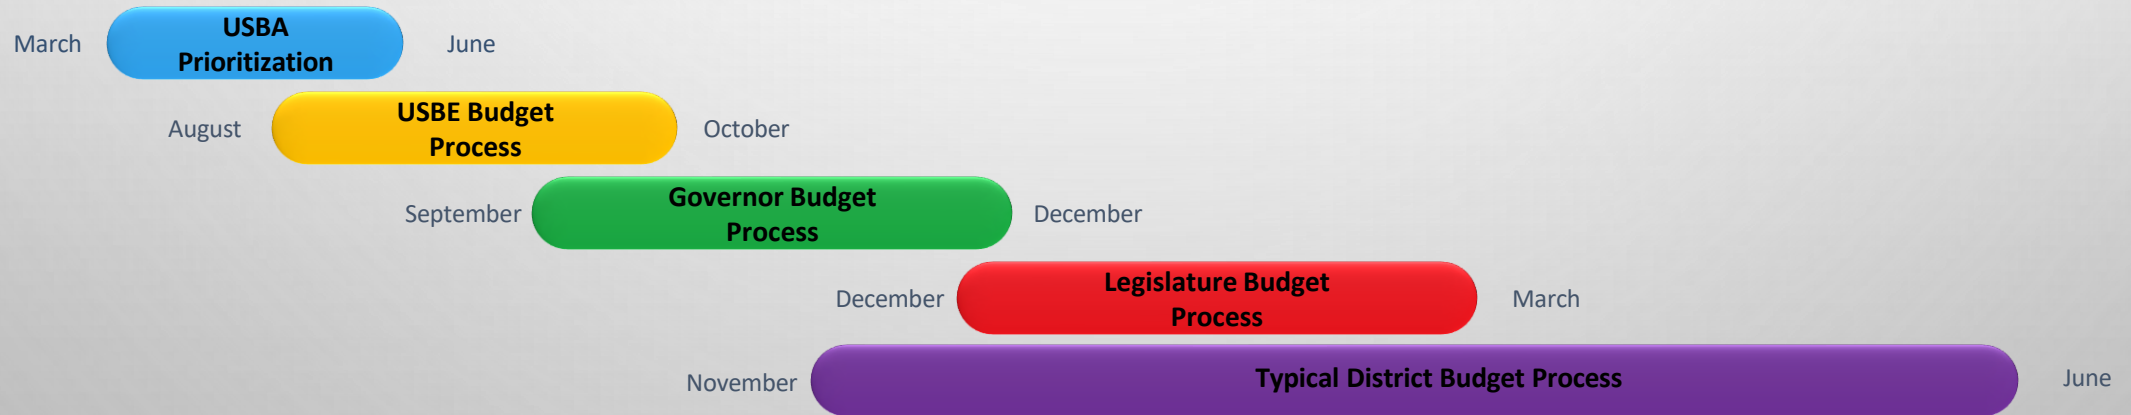 USBA
Prioritization
March
June
USBE Budget
Process
August
October
Governor Budget
Process
September
December
Legislature Budget
Process
December
March
Typical District Budget Process
November
June